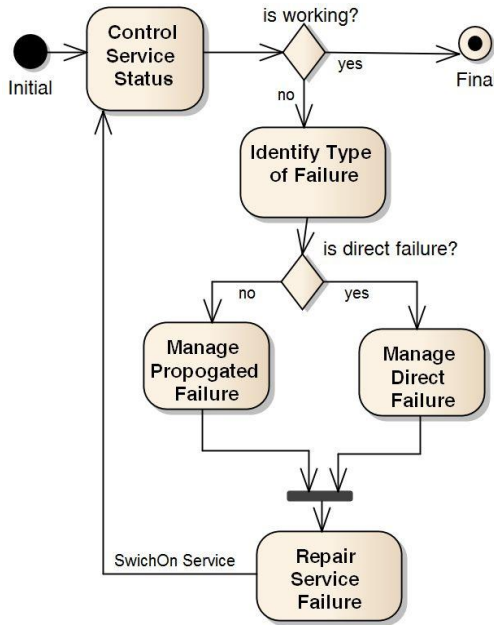 is working?
Control
Service
Status
Initial
yes
Fina
no
Identify Type
of Failure
is direct failure?
no
yes
Manage
Propogated
Failure
Manage
Direct
Failure
SwichOn Service
Repair
Service
Failure